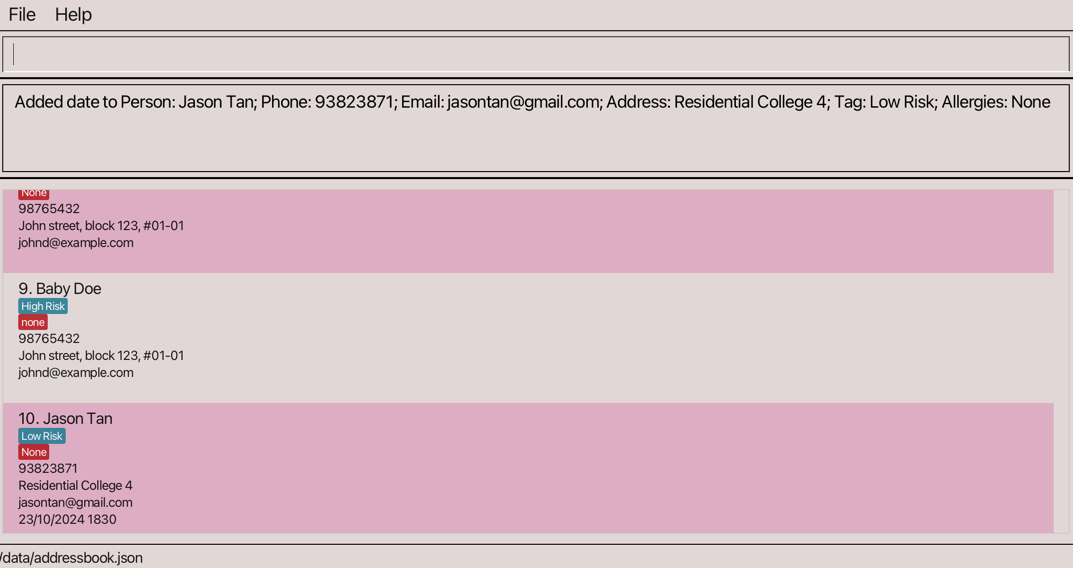 File Help
Added date to Person: Jason Tan; Phone: 93823871; Email: jasontan@gmail.com; Address: Residential College 4; Tag: Low Risk; Allergies: None
None
98765432
John street, block 123, #01-01
johnd@example.com
9. Baby Doe
High Risk
none
98765432
John street, block 123, #01-01
johnd@example.com
10. Jason Tan
Low Risk
None
93823871
Residential College 4
jasontan@gmail.com
23/10/2024 1830
/data/addressbook.json